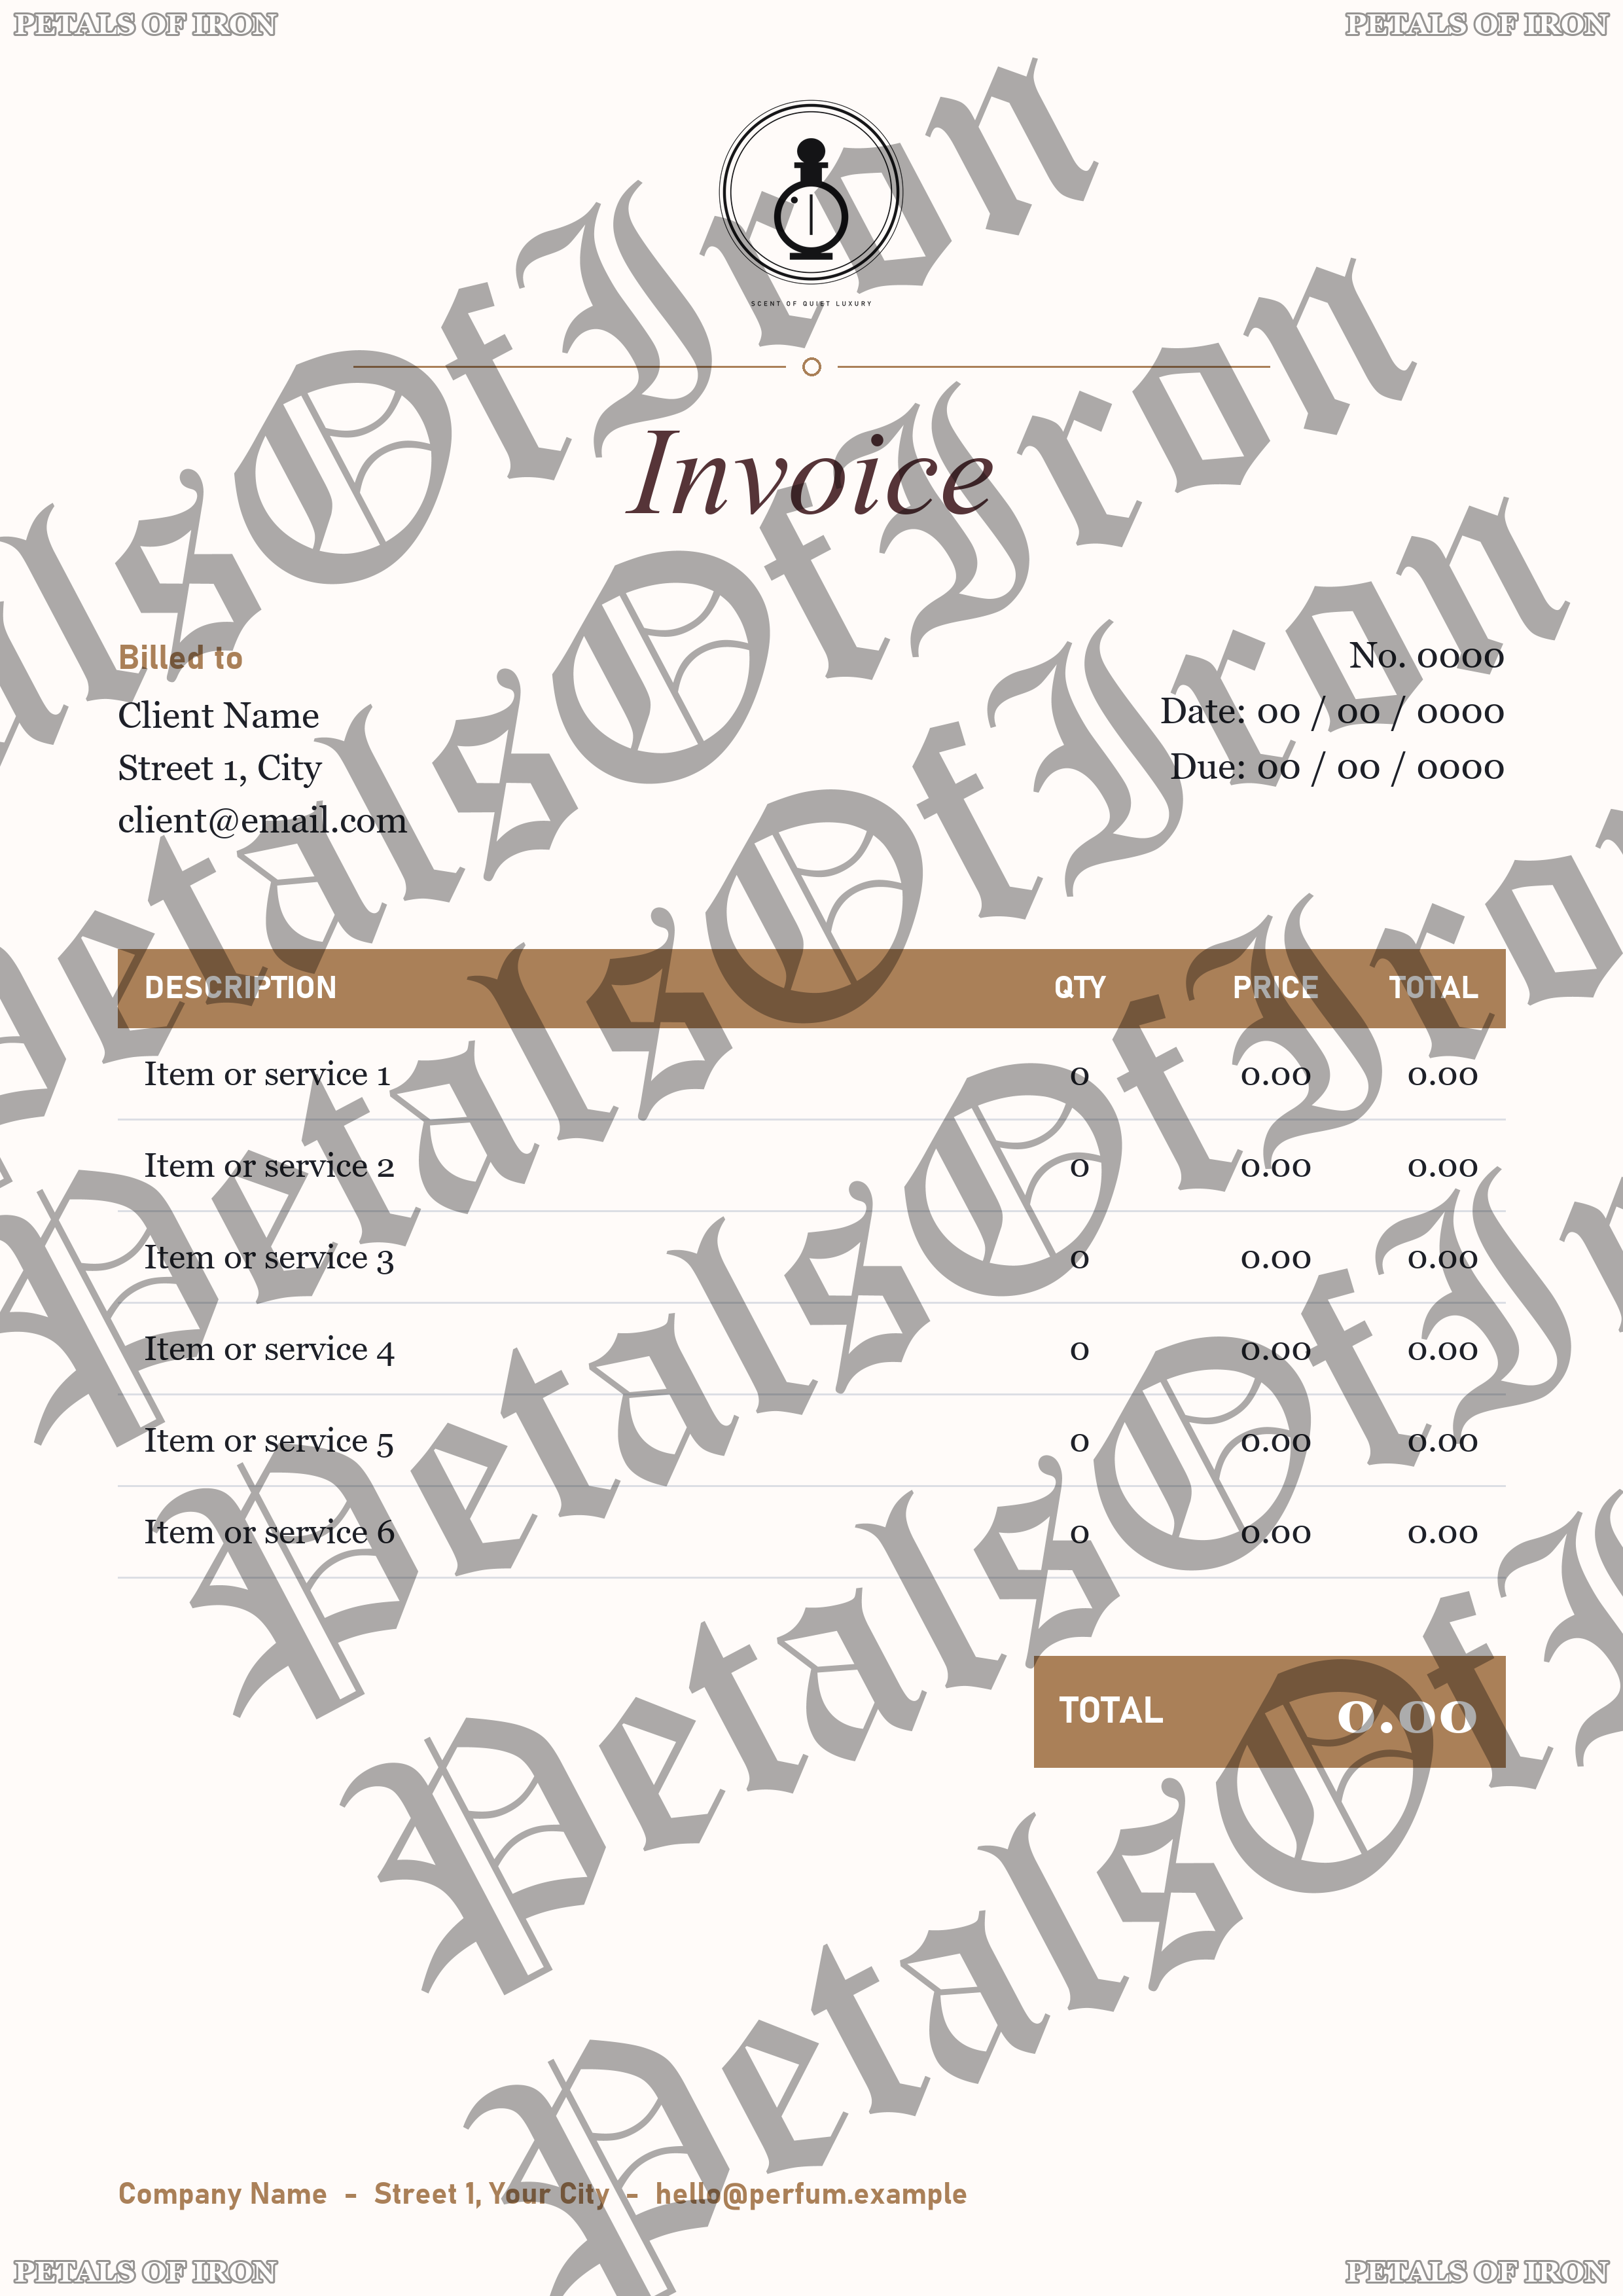 PETALS OF IRON PETALS OF IRON
SCENT OF QUIET LUXURY
Invoice
Billed to
Client Name
Street 1, City
client@email.com
No. 0000
Date: 00 / 00 / 0000
Due: 00 / 00 / 0000
DESCRIPTION QTY PRICE TOTAL
Item or service 1 0 0.00 0.00
Item or service 2 0 0.00 0.00
Item or service 3 0 0.00 0.00
Item or service 4 0 0.00 0.00
Item or service 5 0 0.00 0.00
Item or service 6 0 0.00 0.00
TOTAL 0.00
Company Name - Street 1, Your City - hello@perfum.example
PETALS OF IRON PETALS OF IRON
alsOfIron
PetalsOfIron
PetalsOfIron
PetalsOfIron
PetalsOfIr
PetalsOfI